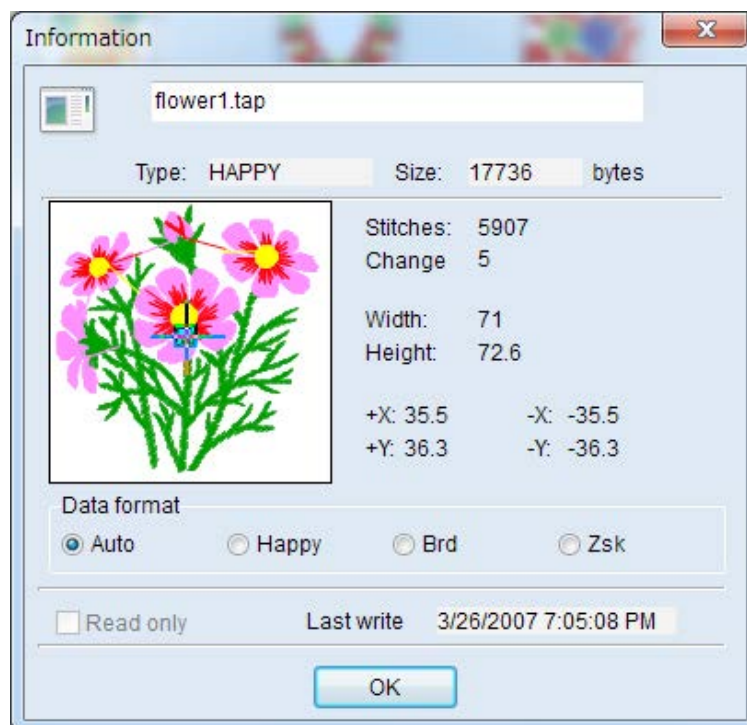 Information
flower1.tap
Type: HAPPY Size: 17736 bytes
Stitches: 5907
Change 5
Width: 71
Height: 72.6
+X: 35.5 -X: -35.5
+Y: 36.3 -Y: -36.3
Data format
Auto Happy Brd Zsk
Read only Last write 3/26/2007 7:05:08 PM
OK